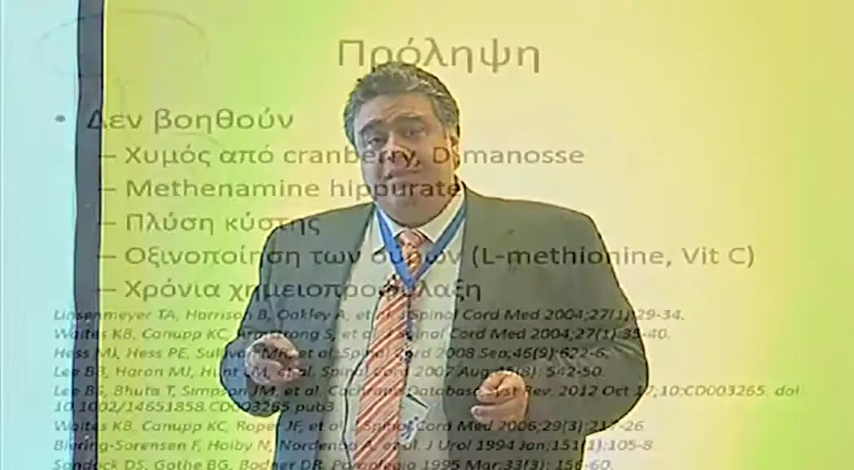 Πρόληψη
• Δεν βοηθούν
– Χυμός από cranberry, D manosse
– Methenamine hippurate
– Πλύση κύστης
– Οξινοποίηση των ούρων (L-methionine, Vit C)
– Χρόνια χημειοπροφύλαξη
Linsenmeyer TA, Harrison B, Oakley A, et al. J Spinal Cord Med 2004;27(1):29-34.
Waites KB, Canupp KC, Armstrong S, et al. J Spinal Cord Med 2004;27(1):35-40.
Hess MJ, Hess PE, Sullivan MR, et al. Spinal Cord 2008 Sep;46(9):622-6.
Lee BB, Haran MJ, Hunt LM, et al. Spinal Cord 2007 Aug;45(8): 542-50.
Lee BS, Bhuta T, Simpson JM, et al. Cochrane Database Syst Rev. 2012 Oct 17;10:CD003265. doi:
10.1002/14651858.CD003265.pub3
Waites KB, Canupp KC, Roper JF, et al. J Spinal Cord Med 2006;29(3):217-26
Biering-Sorensen F, Hoiby N, Nordenbo A, et al. J Urol 1994 Jan;151(1):105-8.
Sandock DS, Gothe BG, Bodner DR. Paraplegia 1995 Mar;33(3): 156-60.